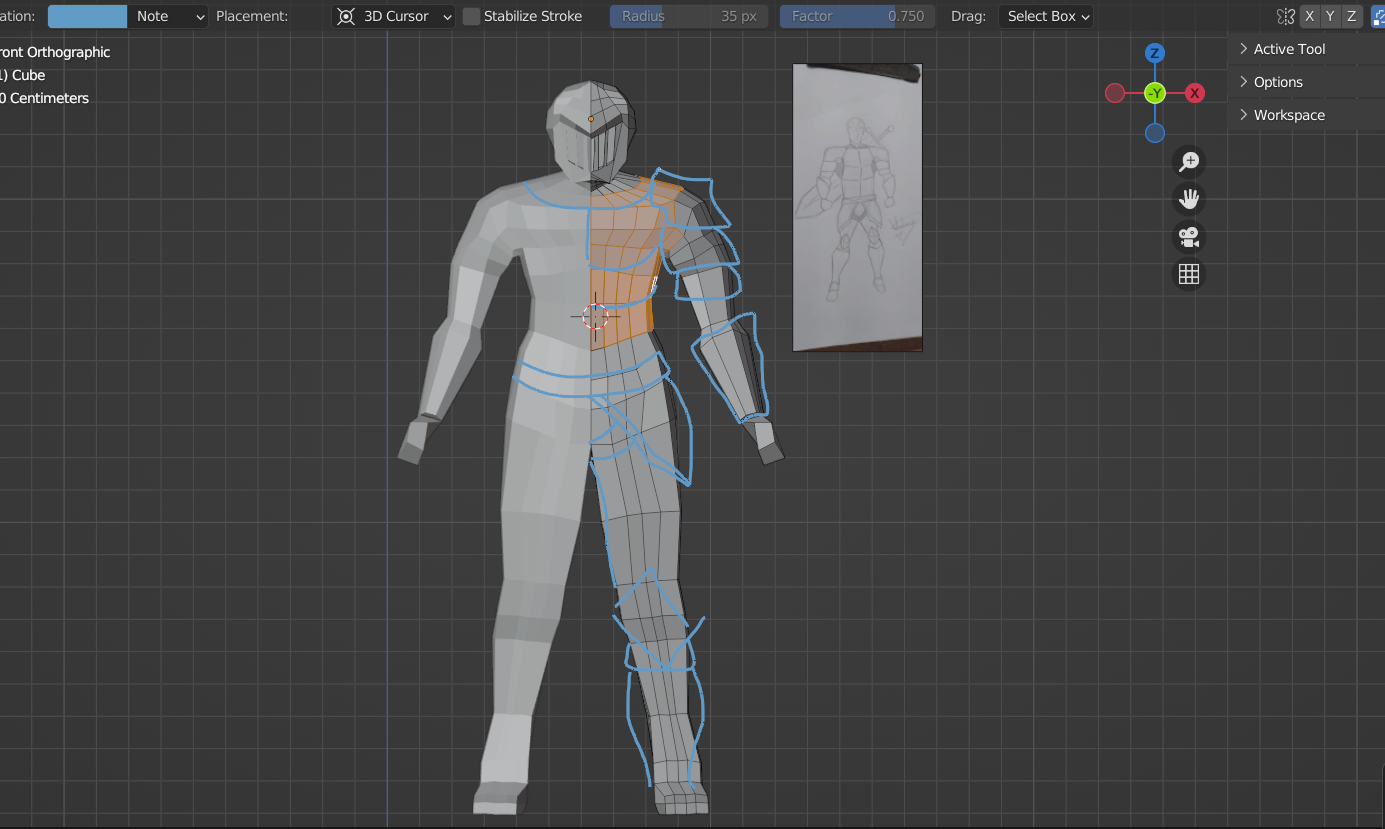 ation: Note Placement: 3D Cursor Stabilize Stroke Radius 35 px Factor 0.750 Drag: Select Box X Y Z
ront Orthographic
) Cube
0 Centimeters
Z
-Y X
Active Tool
Options
Workspace